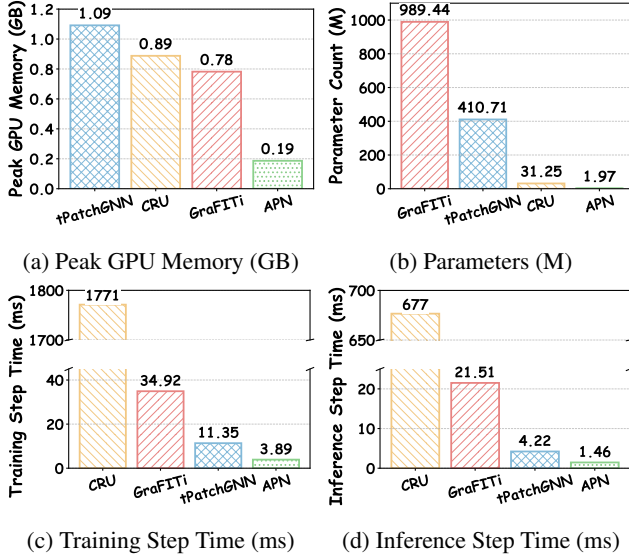 Peak GPU Memory (GB)
1.2
1.0
0.8
0.6
0.4
0.2
0.0
1.09
0.89
0.78
0.19
tPatchGNN
CRU
GraFITi
APN
(a) Peak GPU Memory (GB)
Parameter Count (M)
1000
800
600
400
200
0
989.44
410.71
31.25
1.97
GraFITi
tPatchGNN
CRU
APN
(b) Parameters (M)
Training Step Time (ms)
1800
1700
40
20
0
1771
34.92
11.35
3.89
CRU
GraFITi
tPatchGNN
APN
(c) Training Step Time (ms)
Inference Step Time (ms)
700
650
20
10
0
677
21.51
4.22
1.46
CRU
GraFITi
tPatchGNN
APN
(d) Inference Step Time (ms)